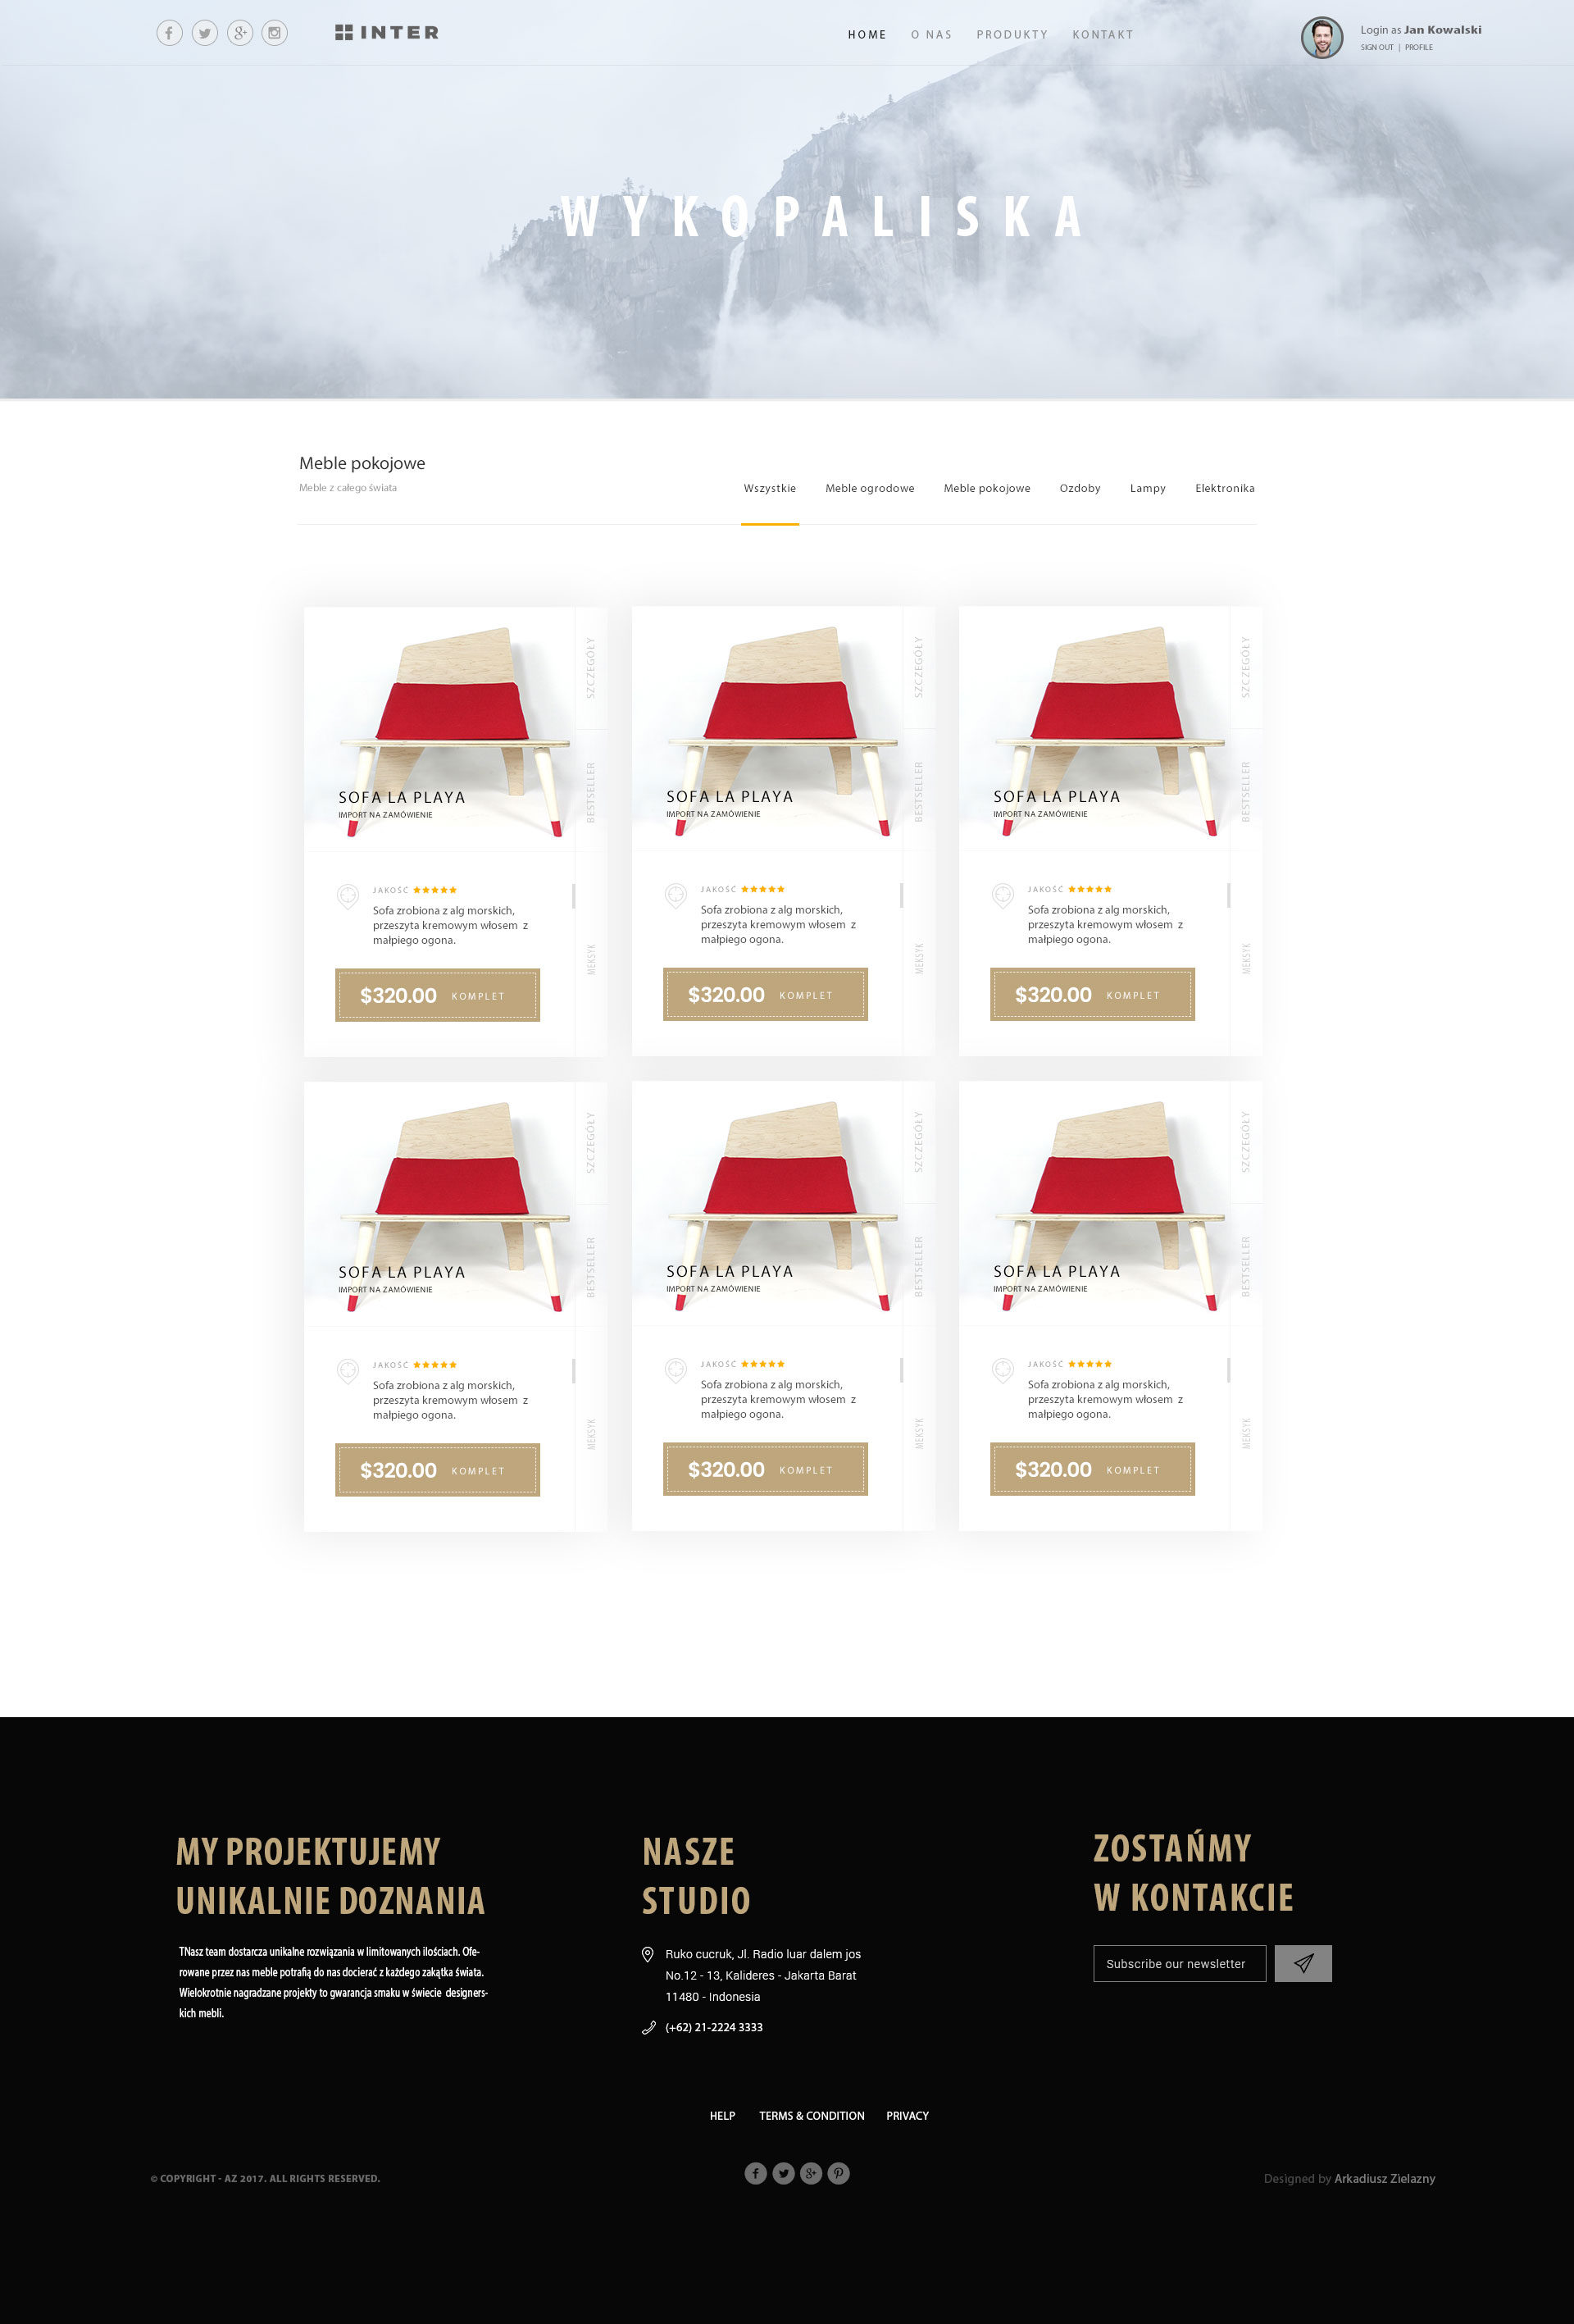 INTER
HOME O NAS PRODUKTY KONTAKT
Login as Jan Kowalski
SIGN OUT | PROFILE
WYKOPALISKA
Meble pokojowe
Meble z całego świata
Wszystkie Meble ogrodowe Meble pokojowe Ozdoby Lampy Elektronika
SZCZEGÓŁY
BESTSELLER
SOFA LA PLAYA
IMPORT NA ZAMÓWIENIE
JAKOŚĆ
Sofa zrobiona z alg morskich,
przeszyta kremowym włosem z
małpiego ogona.
MEKSYK
$320.00 KOMPLET
SZCZEGÓŁY
BESTSELLER
SOFA LA PLAYA
IMPORT NA ZAMÓWIENIE
JAKOŚĆ
Sofa zrobiona z alg morskich,
przeszyta kremowym włosem z
małpiego ogona.
MEKSYK
$320.00 KOMPLET
SZCZEGÓŁY
BESTSELLER
SOFA LA PLAYA
IMPORT NA ZAMÓWIENIE
JAKOŚĆ
Sofa zrobiona z alg morskich,
przeszyta kremowym włosem z
małpiego ogona.
MEKSYK
$320.00 KOMPLET
SZCZEGÓŁY
BESTSELLER
SOFA LA PLAYA
IMPORT NA ZAMÓWIENIE
JAKOŚĆ
Sofa zrobiona z alg morskich,
przeszyta kremowym włosem z
małpiego ogona.
MEKSYK
$320.00 KOMPLET
SZCZEGÓŁY
BESTSELLER
SOFA LA PLAYA
IMPORT NA ZAMÓWIENIE
JAKOŚĆ
Sofa zrobiona z alg morskich,
przeszyta kremowym włosem z
małpiego ogona.
MEKSYK
$320.00 KOMPLET
SZCZEGÓŁY
BESTSELLER
SOFA LA PLAYA
IMPORT NA ZAMÓWIENIE
JAKOŚĆ
Sofa zrobiona z alg morskich,
przeszyta kremowym włosem z
małpiego ogona.
MEKSYK
$320.00 KOMPLET
MY PROJEKTUJEMY
UNIKALNIE DOZNANIA
TNasz team dostarcza unikalne rozwiązania w limitowanych ilościach. Ofe-
rowane przez nas meble potrafią do nas docierać z każdego zakątka świata.
Wielokrotnie nagradzane projekty to gwarancja smaku w świecie designers-
kich mebli.
NASZE
STUDIO
Ruko cucruk, Jl. Radio luar dalem jos
No.12 - 13, Kalideres - Jakarta Barat
11480 - Indonesia
(+62) 21-2224 3333
ZOSTAŃMY
W KONTAKCIE
Subscribe our newsletter
HELP TERMS & CONDITION PRIVACY
© COPYRIGHT - AZ 2017. ALL RIGHTS RESERVED.
Designed by Arkadiusz Zielazny